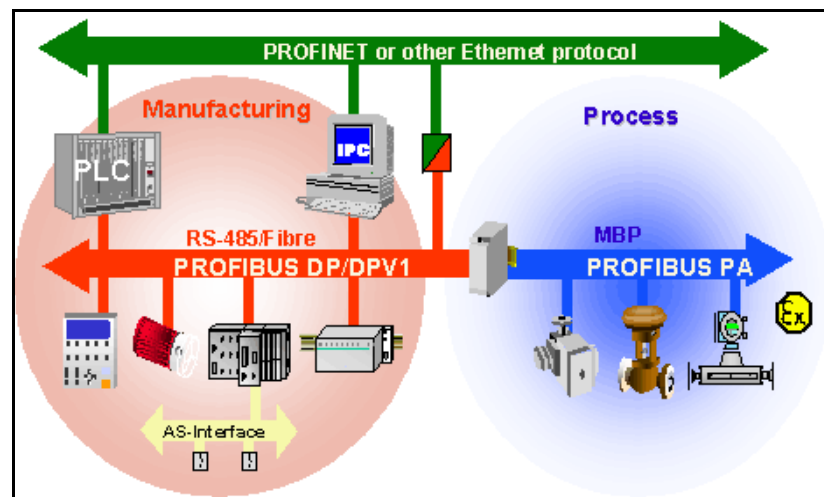 PROFINET or other Ethernet protocol
Manufacturing
Process
PLC
IPC
RS-485/Fibre
MBP
PROFIBUS DP/DPV1
PROFIBUS PA
Ex
AS-Interface